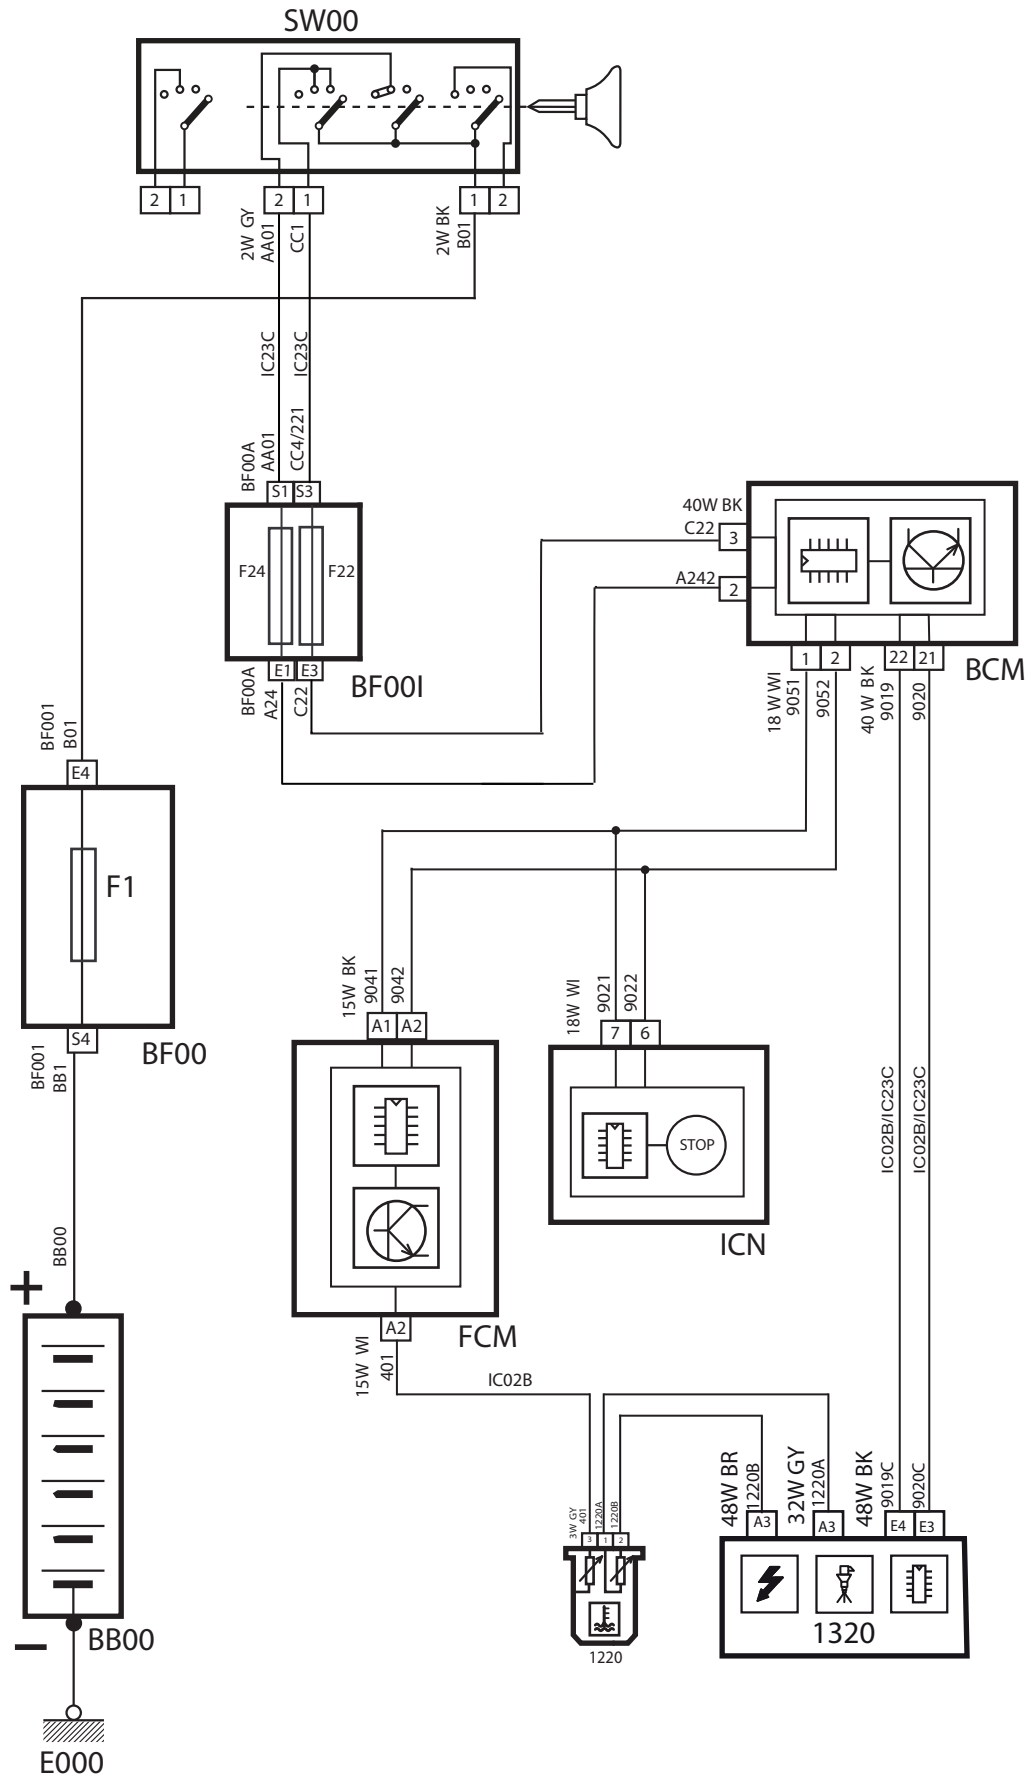 SW00
2 1
2 1
1 2
2W GY
AA01
CC1
2W BK
B01
IC23C
IC23C
BF00A
AA01
CC4/221
S1 S3
F24
F22
E1 E3
BF00I
BF00A
A24
C22
40W BK
C22
3
A242
2
1 2
22 21
BCM
18 W WI
9051
9052
40 W BK
9019
9020
BF001
B01
E4
F1
S4
BF00
BF001
BB1
15W BK
9041
9042
A1 A2
18W WI
9021
9022
7 6
STOP
ICN
IC02B/IC23C
IC02B/IC23C
BB00
+
A2
FCM
15W WI
401
IC02B
48W BR
1220B
32W GY
1220A
48W BK
9019C
9020C
3W GY
401
1220A
1220B
3 1 2
A3
A3
E4 E3
1320
1220
–
BB00
E000